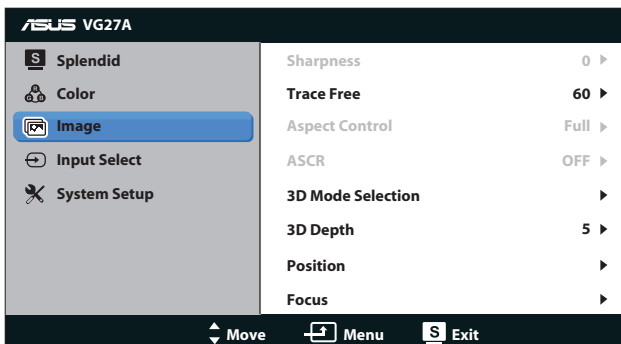 ASUS VG27A
S Splendid
Color
Image
Input Select
System Setup
Sharpness 0
Trace Free 60
Aspect Control Full
ASCR OFF
3D Mode Selection
3D Depth 5
Position
Focus
Move Menu S Exit